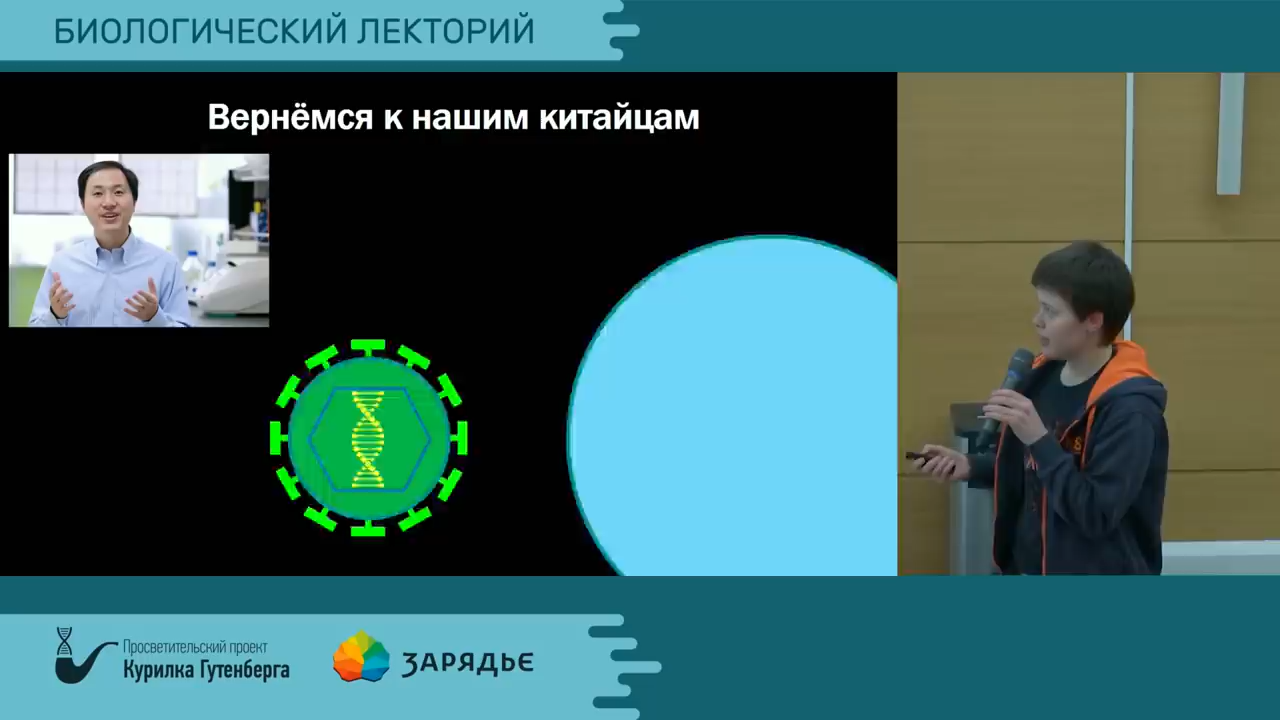 БИОЛОГИЧЕСКИЙ ЛЕКТОРИЙ
Вернёмся к нашим китайцам
Просветительский проект
Курилка Гутенберга
ЗАРЯДЬЕ